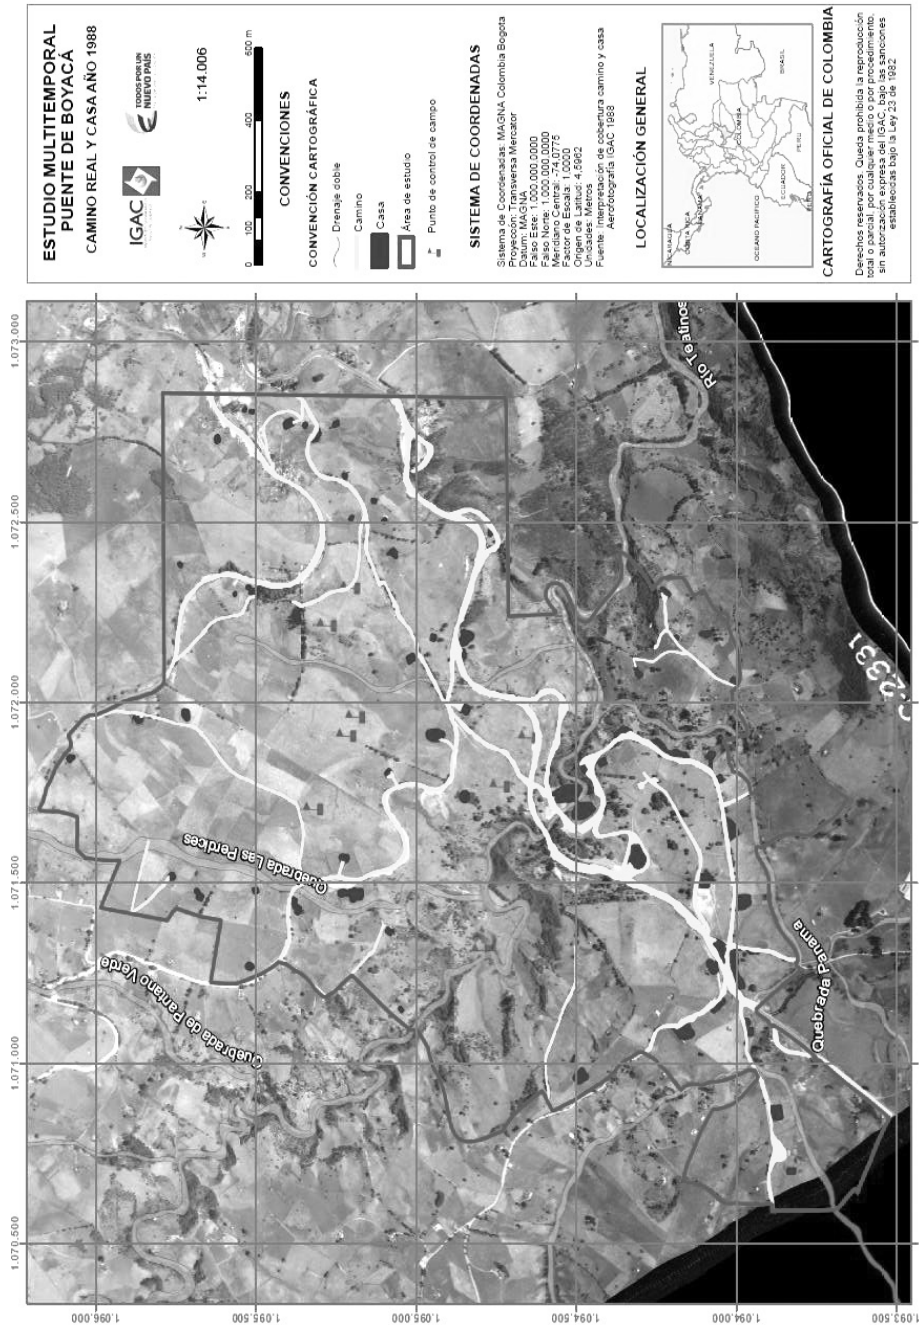 ESTUDIO MULTITEMPORAL
PUENTE DE BOYACÁ
CAMINO REAL Y CASA AÑO 1988
IGAC
TODOS POR UN
NUEVO PAÍS
1:14.006
0 100 200 400 600 m
CONVENCIONES
CONVENCIÓN CARTOGRÁFICA
Drenaje doble
Camino
Casa
Área de estudio
Punto de control de campo
SISTEMA DE COORDENADAS
Sistema de Coordenadas: MAGNA Colombia Bogota
Proyección: Transversa Mercator
Datum: MAGNA
Falso Este: 1,000.000.0000
Falso Norte: 1,000.000.0000
Meridiano Central: -74,0775
Factor de Escala: 1,0000
Origen de Latitud: 4,5962
Unidades: Metros
Fuente: Interpretación de cobertura camino y casa
Aerofotografía IGAC 1988
LOCALIZACIÓN GENERAL
NICARAGUA
COSTA RICA
PANAMA
VENEZUELA
COLOMBIA
OCEANO PACIFICO
ECUADOR
PERU
BRASIL
CARTOGRAFÍA OFICIAL DE COLOMBIA
Derechos reservados. Queda prohibida la reproducción
total o parcial, por cualquier medio o por procedimiento,
sin autorización expresa del IGAC, bajo las sanciones
establecidas bajo la Ley 23 de 1982
1.070.500
1.071.000
1.071.500
1.072.000
1.072.500
1.073.000
1.096.000
1.095.500
1.095.000
1.094.500
1.094.000
1.093.500
Quebrada de Pantano Verde
Quebrada Las Perdices
Quebrada Panama
Río Teatinos
C-2331